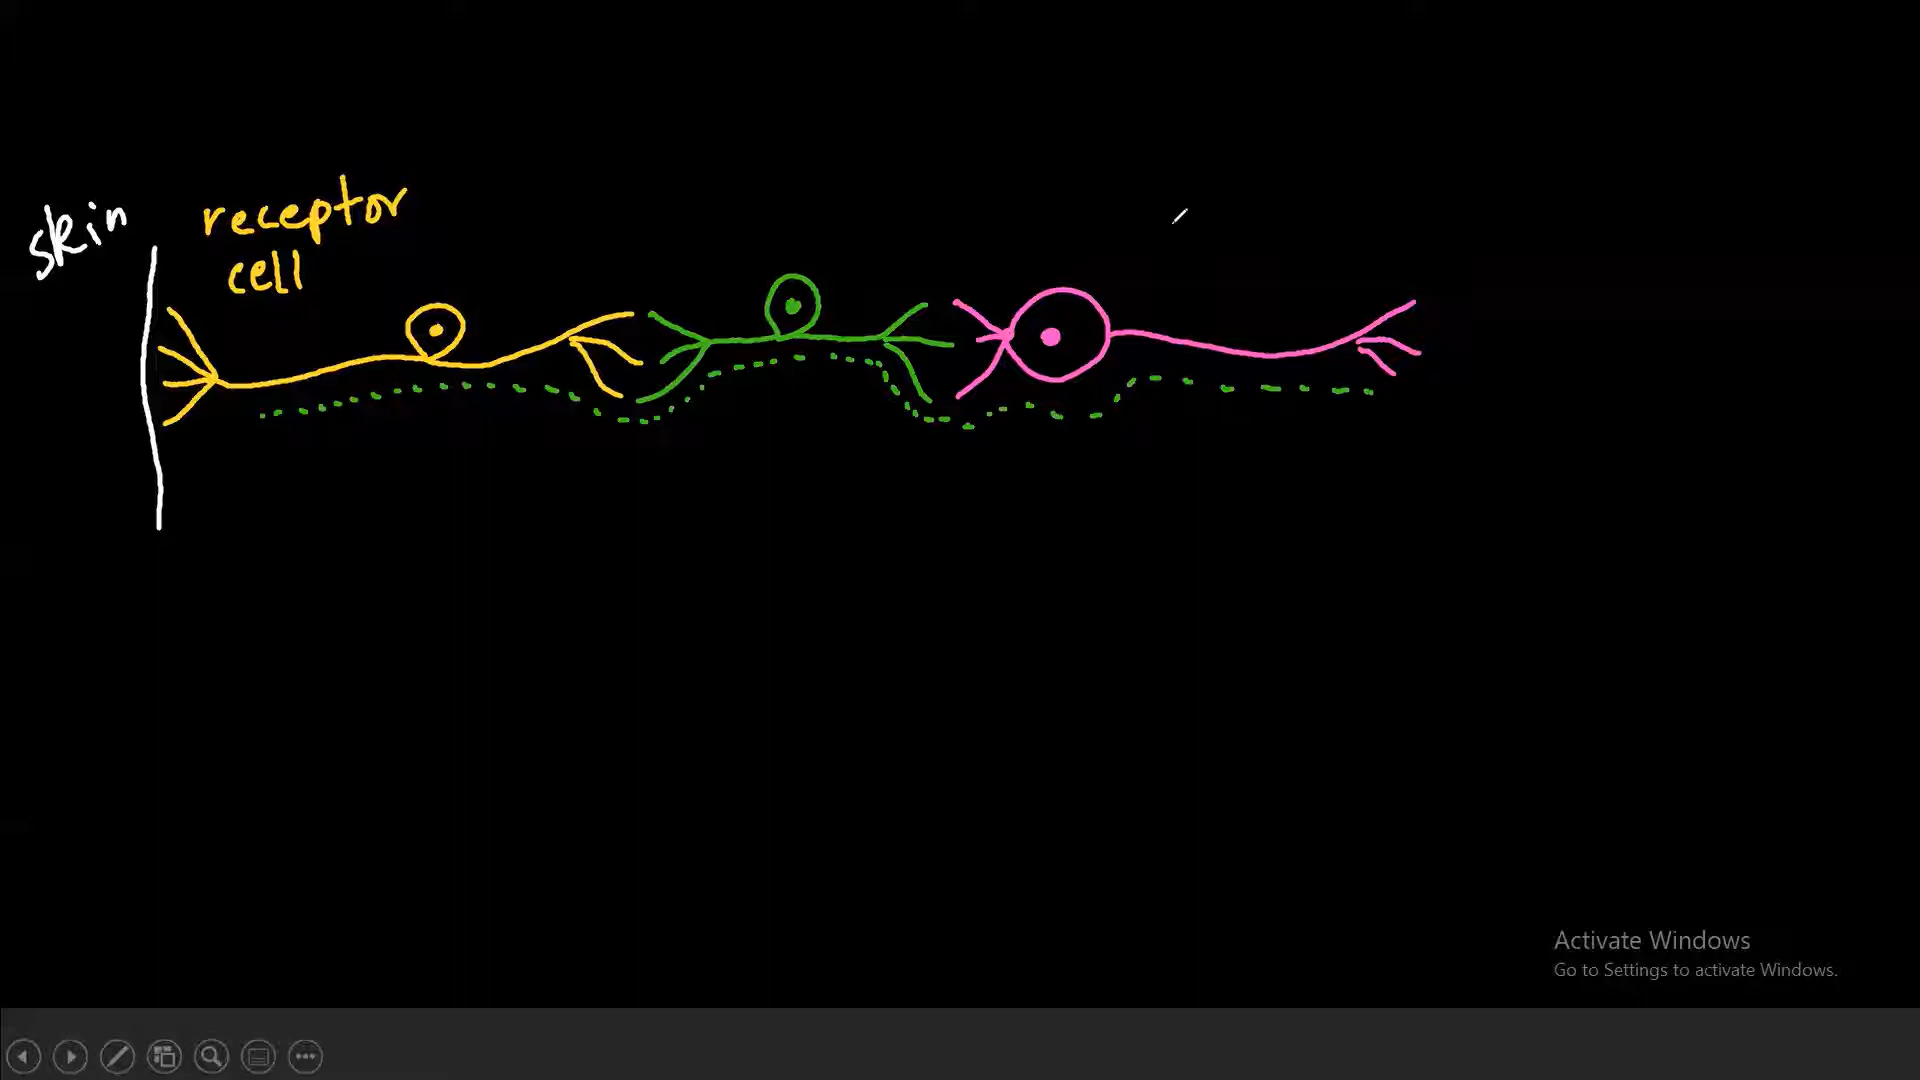 skin
receptor
cell
Activate Windows
Go to Settings to activate Windows.